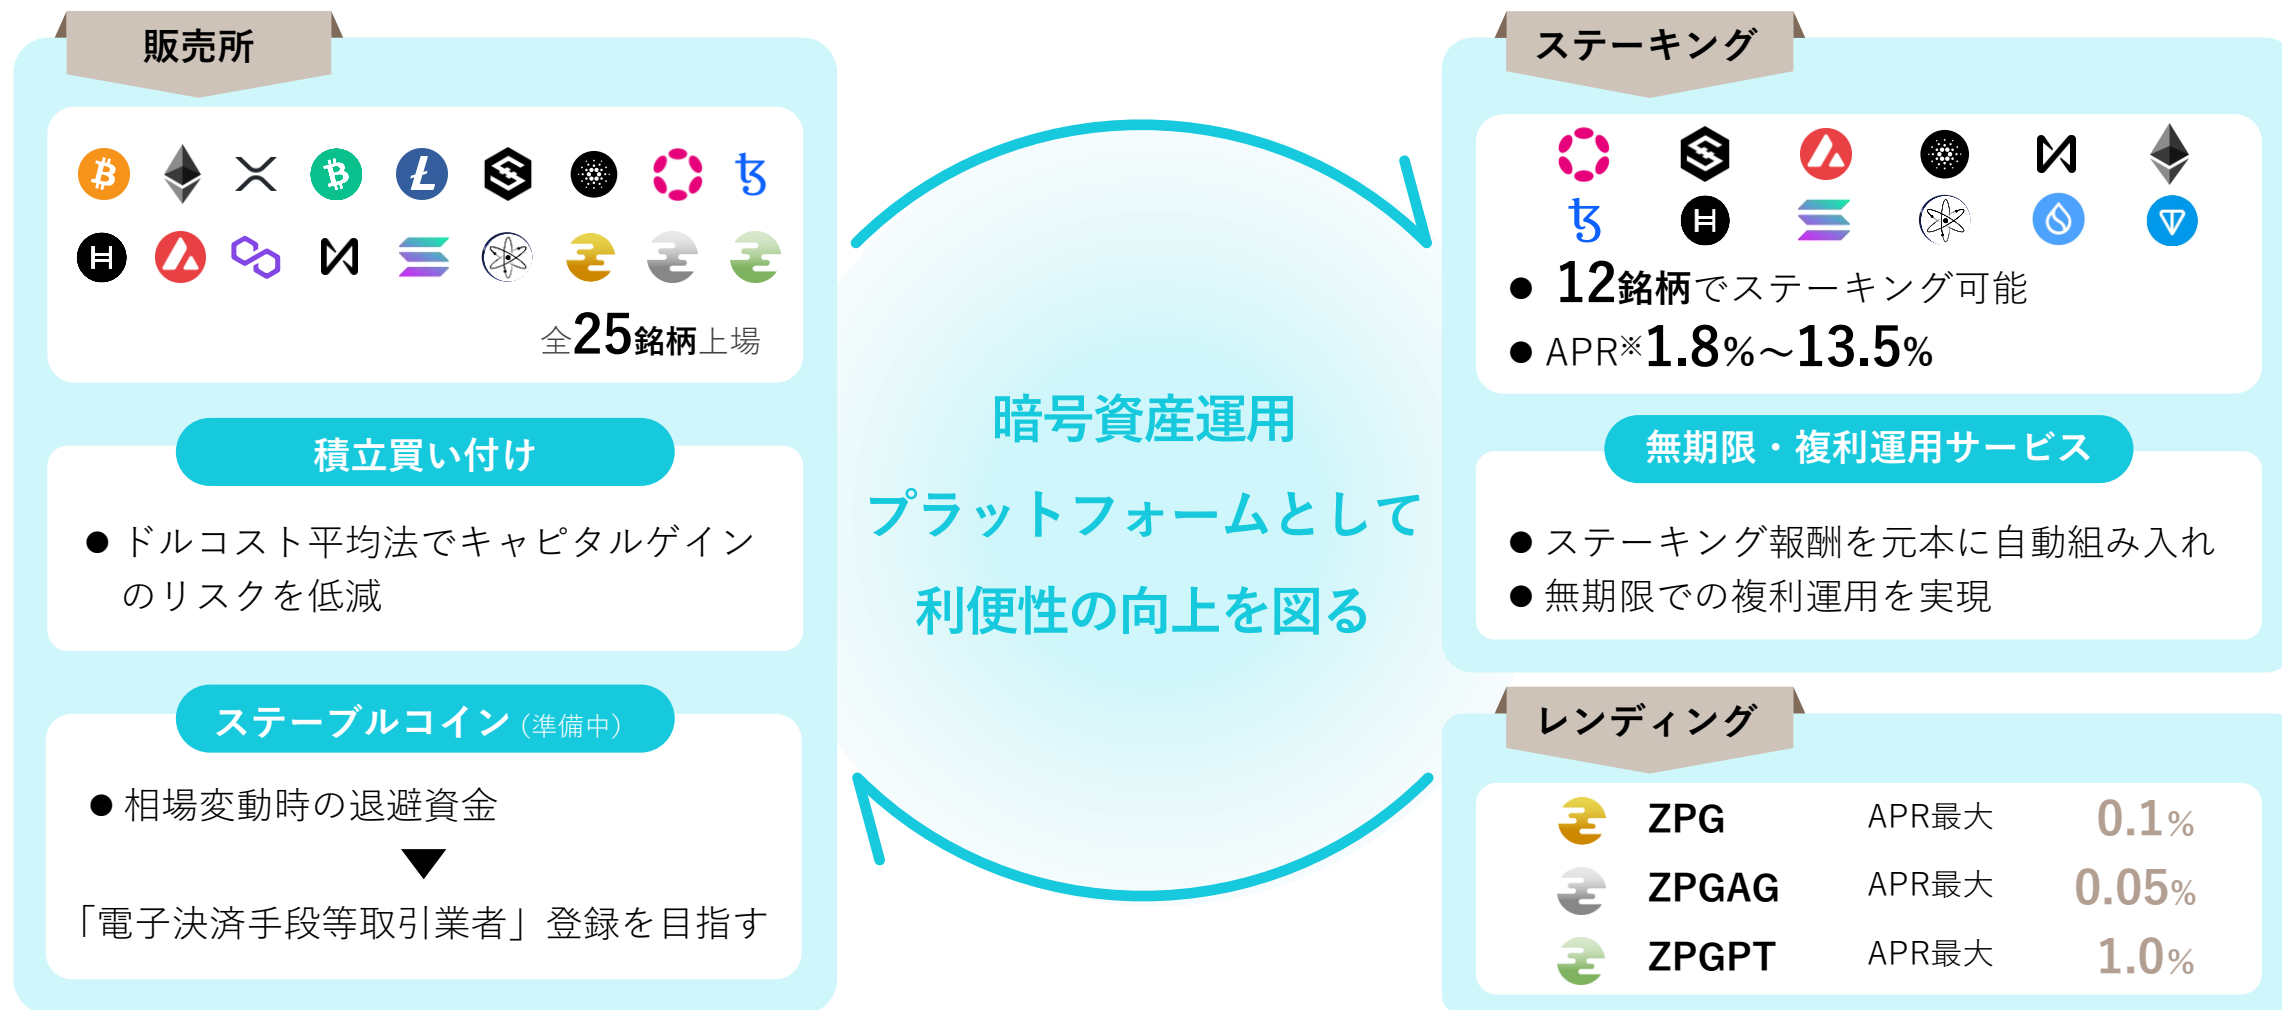 販売所
全25銘柄上場
積立買い付け
● ドルコスト平均法でキャピタルゲイン
のリスクを低減
ステーブルコイン（準備中）
● 相場変動時の退避資金
「電子決済手段等取引業者」登録を目指す
暗号資産運用
プラットフォームとして
利便性の向上を図る
ステーキング
● 12銘柄でステーキング可能
● APR※1.8%～13.5%
無期限・複利運用サービス
● ステーキング報酬を元本に自動組み入れ
● 無期限での複利運用を実現
レンディング
ZPG APR最大 0.1%
ZPGAG APR最大 0.05%
ZPGPT APR最大 1.0%